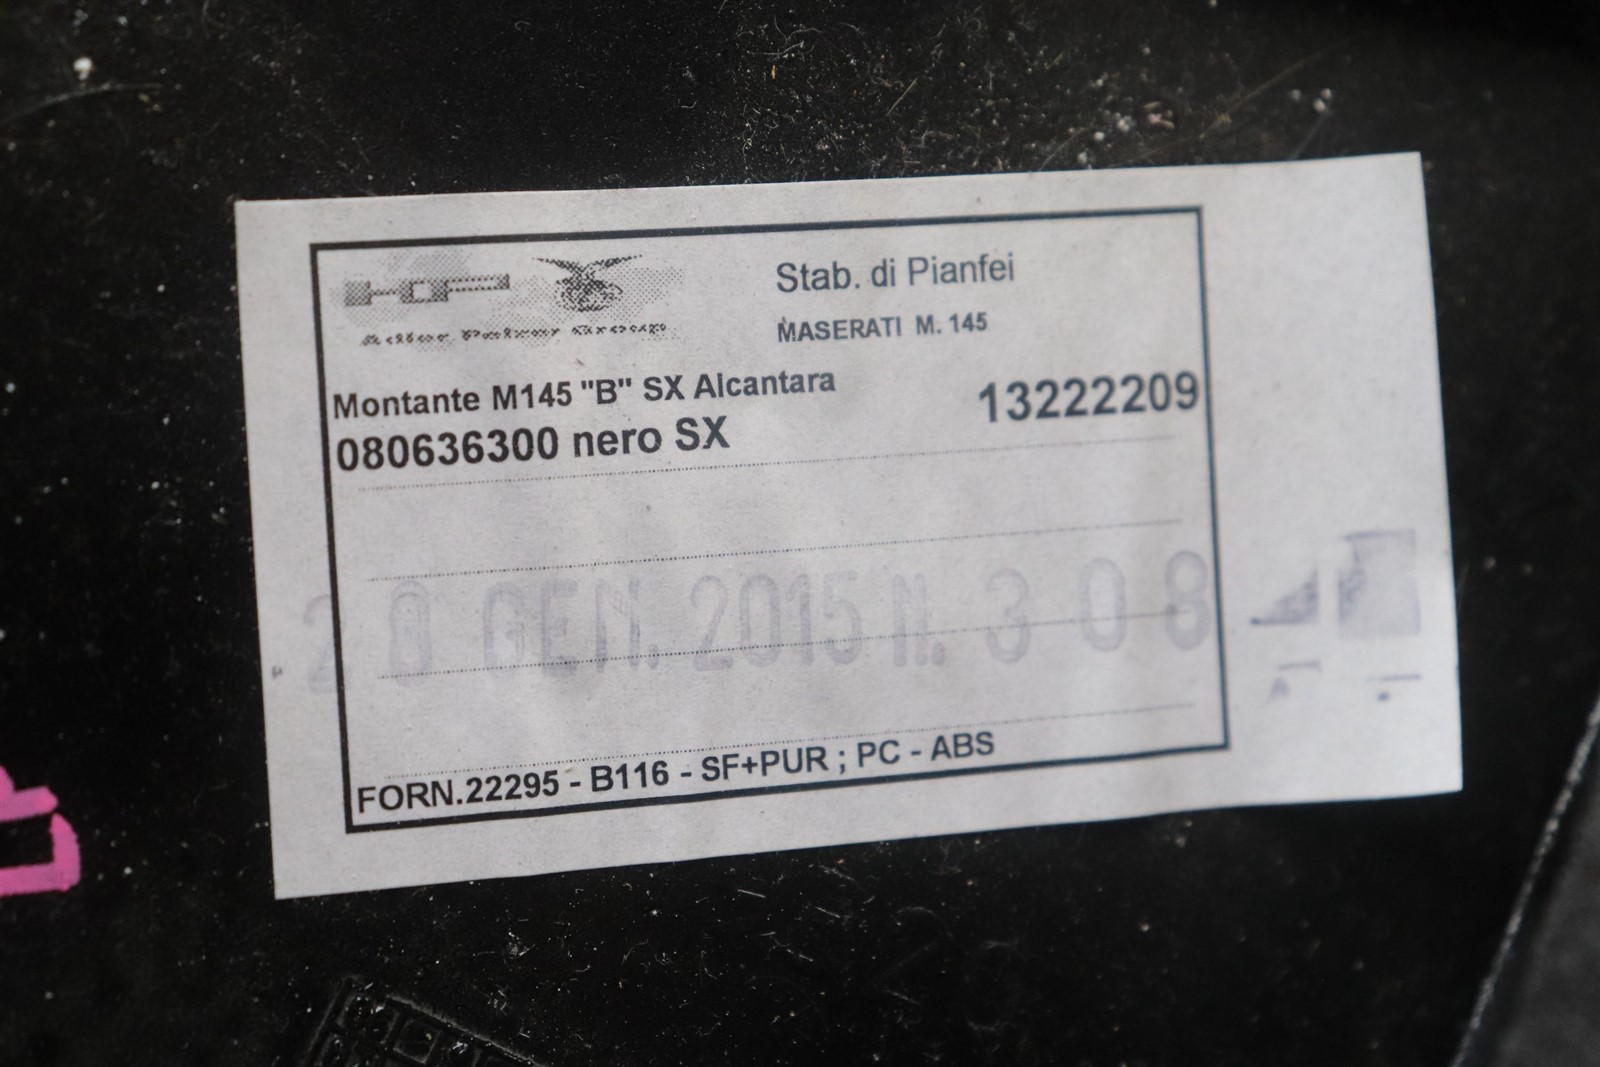 Stab. di Pianfei
MASERATI M. 145
Montante M145 "B" SX Alcantara
13222209
080636300 nero SX
GEN. 2015 N. 3 0 8
FORN.22295 - B116 - SF+PUR ; PC - ABS